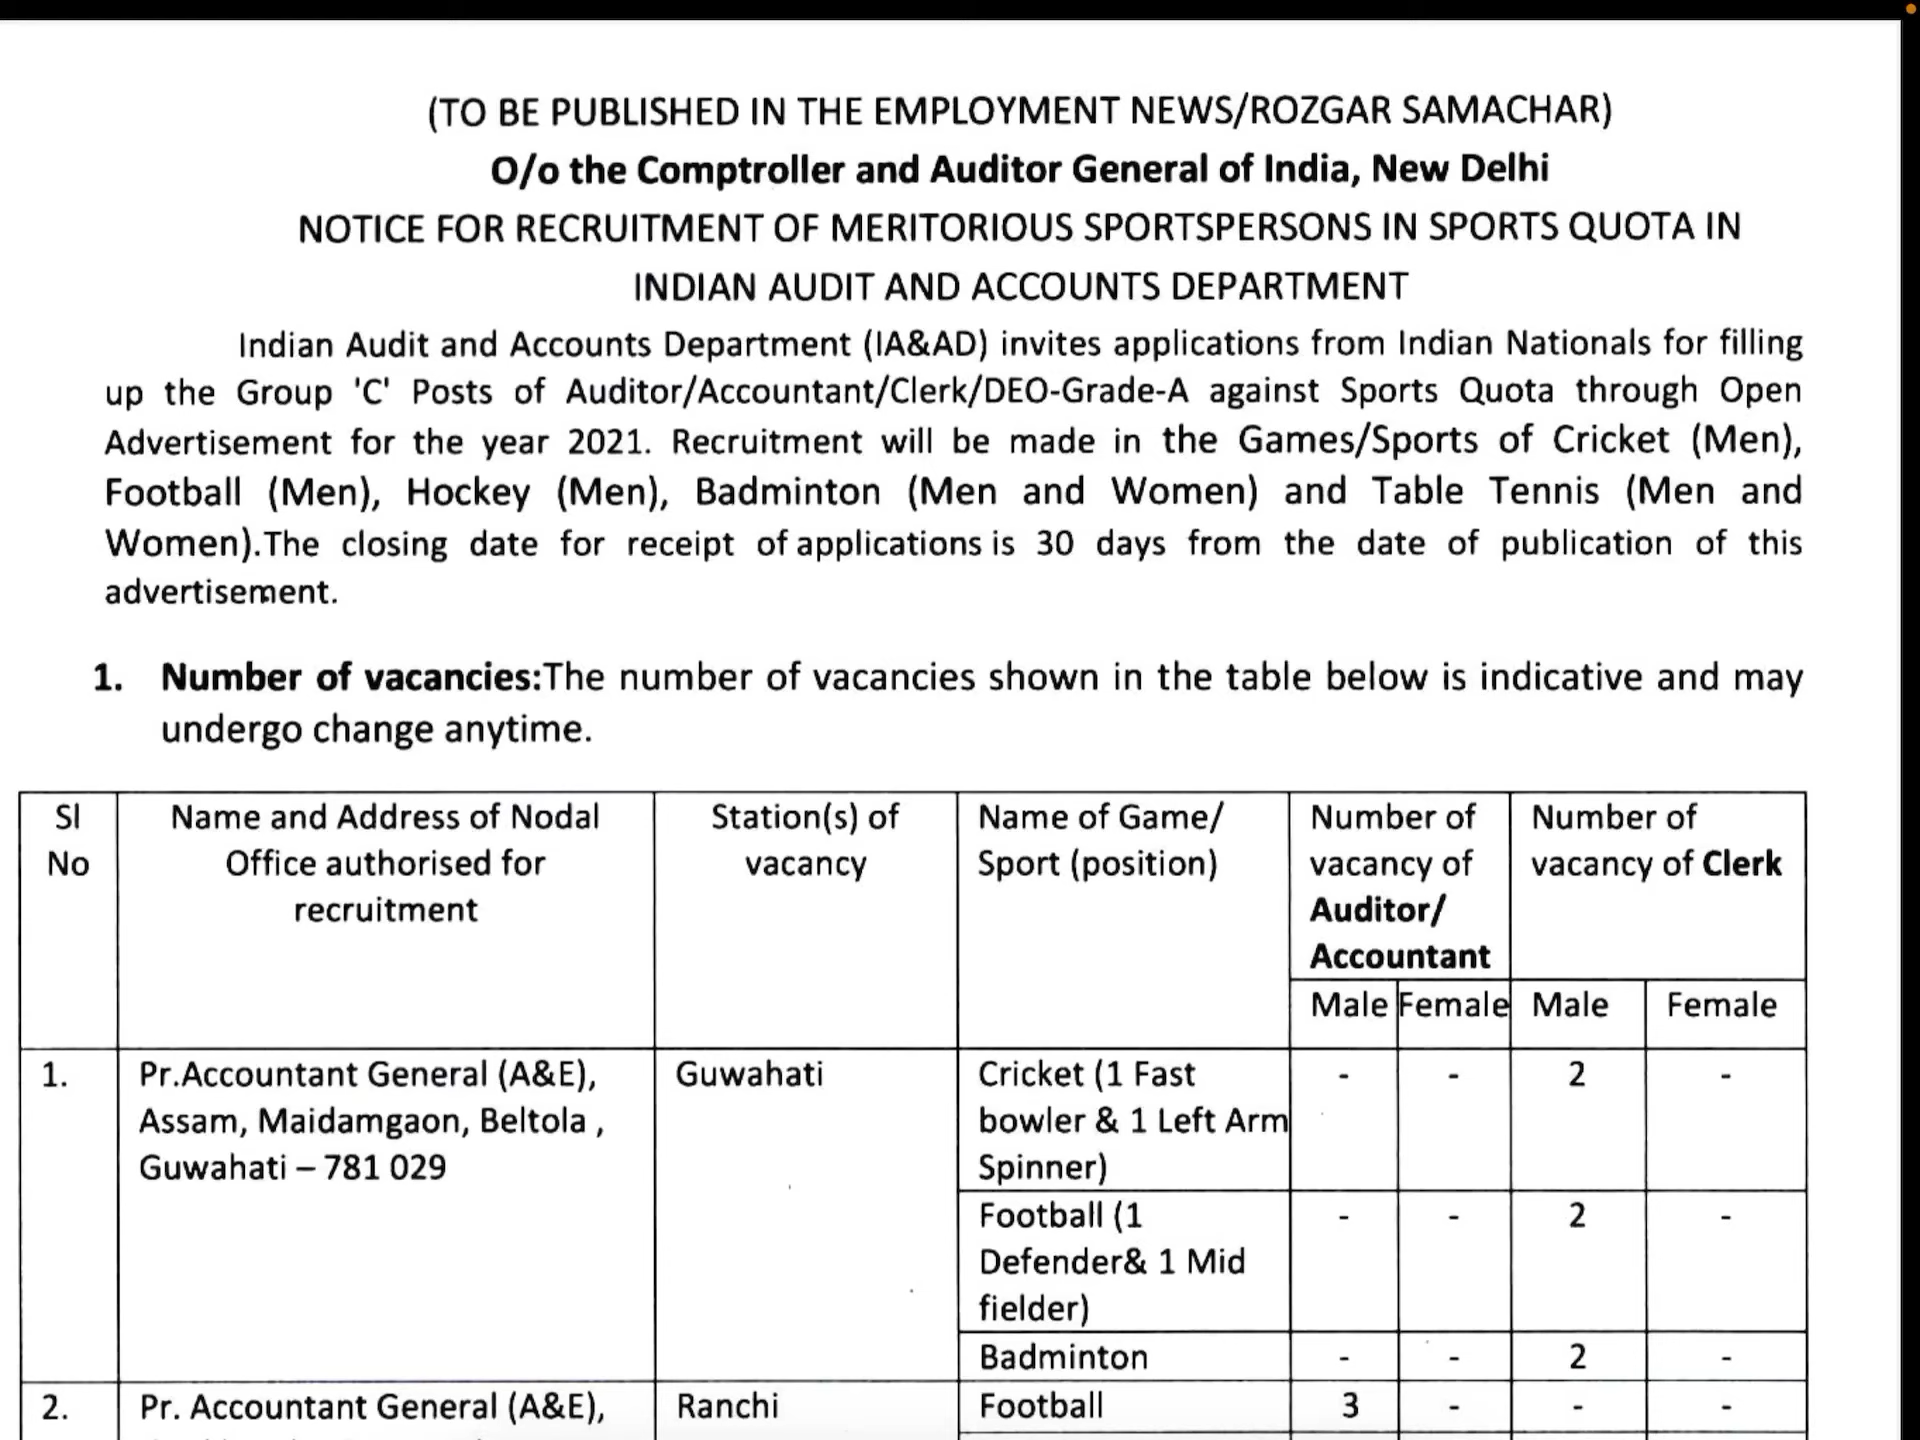 (TO BE PUBLISHED IN THE EMPLOYMENT NEWS/ROZGAR SAMACHAR)
O/o the Comptroller and Auditor General of India, New Delhi
NOTICE FOR RECRUITMENT OF MERITORIOUS SPORTSPERSONS IN SPORTS QUOTA IN
INDIAN AUDIT AND ACCOUNTS DEPARTMENT
Indian Audit and Accounts Department (IA&AD) invites applications from Indian Nationals for filling
up the Group 'C' Posts of Auditor/Accountant/Clerk/DEO-Grade-A against Sports Quota through Open
Advertisement for the year 2021. Recruitment will be made in the Games/Sports of Cricket (Men),
Football (Men), Hockey (Men), Badminton (Men and Women) and Table Tennis (Men and
Women).The closing date for receipt of applications is 30 days from the date of publication of this
advertisement.
1. Number of vacancies:The number of vacancies shown in the table below is indicative and may
undergo change anytime.
Sl
No
Name and Address of Nodal
Office authorised for
recruitment
Station(s) of
vacancy
Name of Game/
Sport (position)
Number of
vacancy of
Auditor/
Accountant
Number of
vacancy of Clerk
Male Female Male Female
1.
Pr.Accountant General (A&E),
Assam, Maidamgaon, Beltola ,
Guwahati – 781 029
Guwahati
Cricket (1 Fast
bowler & 1 Left Arm
Spinner)
- - 2 -
Football (1
Defender& 1 Mid
fielder)
- - 2 -
Badminton - - 2 -
2. Pr. Accountant General (A&E), Ranchi Football 3 - - -